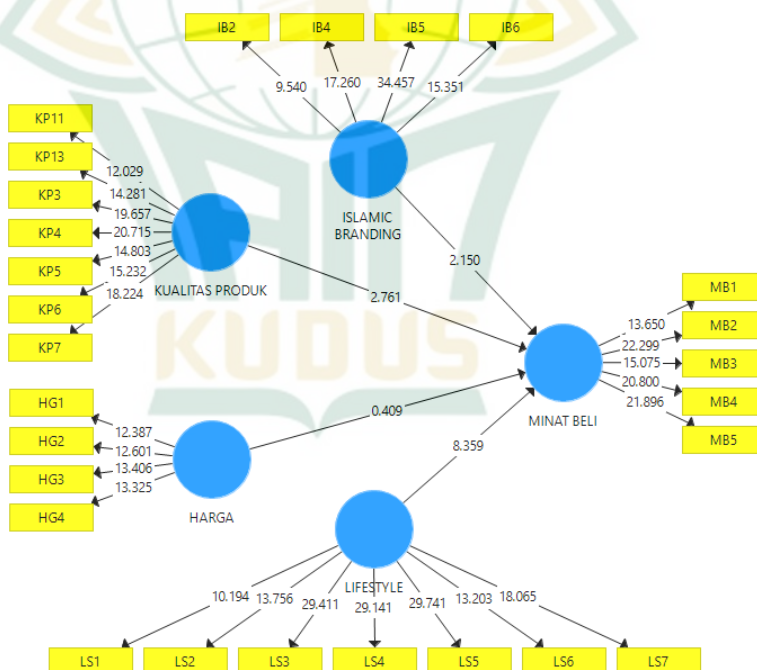 IB2 IB4 IB5 IB6
9.540 17.260 34.457 15.351
KP11
KP13
KP3
KP4
KP5
KP6
KP7
12.029
14.281
19.657
20.715
14.803
15.232
18.224
KUALITAS PRODUK
ISLAMIC
BRANDING
2.150
2.761
0.409
8.359
KUDUS
HG1
HG2
HG3
HG4
12.387
12.601
13.406
13.325
HARGA
MINAT BELI
13.650
22.299
15.075
20.800
21.896
MB1
MB2
MB3
MB4
MB5
LIFESTYLE
10.194 13.756 29.411 29.141 29.741 13.203 18.065
LS1 LS2 LS3 LS4 LS5 LS6 LS7